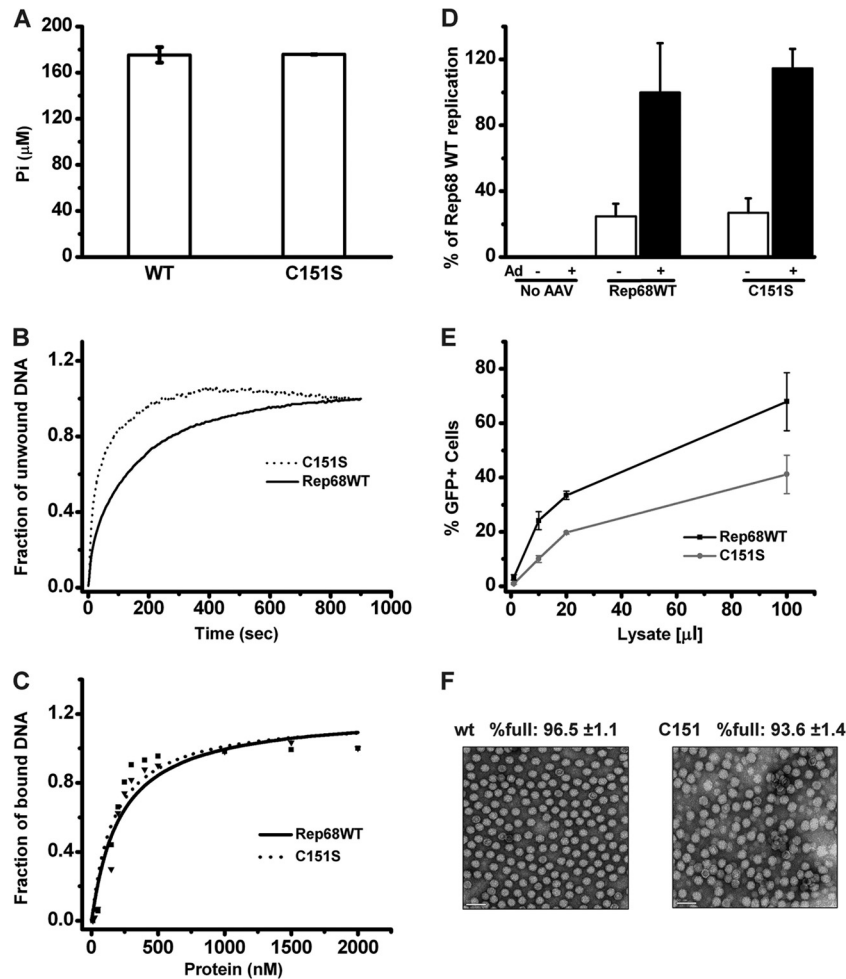 A
Pi (µM)
200
160
120
80
40
0
WT
C151S
B
Fraction of unwound DNA
1.2
0.8
0.4
0.0
C151S
Rep68WT
0
200
400
600
800
1000
Time (sec)
C
Fraction of bound DNA
1.2
0.8
0.4
0.0
Rep68WT
C151S
0
500
1000
1500
2000
Protein (nM)
D
% of Rep68 WT replication
120
80
40
0
Ad - + - + - +
No AAV Rep68WT C151S
E
% GFP+ Cells
80
60
40
20
0
Rep68WT
C151S
0
20
40
60
80
100
Lysate [µl]
F
wt %full: 96.5 ±1.1
C151 %full: 93.6 ±1.4